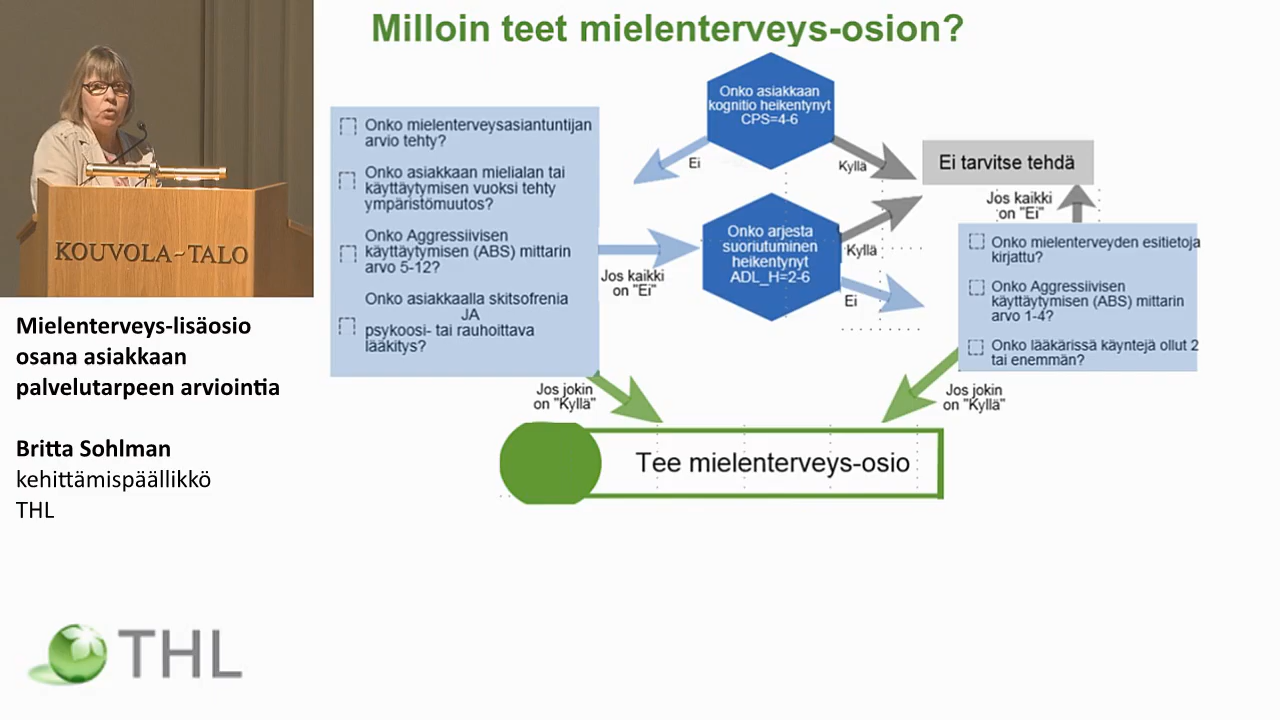 Milloin teet mielenterveys-osion?
Onko asiakkaan
kognitio heikentynyt
CPS=4-6
Ei
Kyllä
Ei tarvitse tehdä
Onko mielenterveysasiantuntijan
arvio tehty?
Onko asiakkaan mielialan tai
käyttäytymisen vuoksi tehty
ympäristömuutos?
Onko Aggressiivisen
käyttäytymisen (ABS) mittarin
arvo 5-12?
Onko asiakkaalla skitsofrenia
JA
psykoosi- tai rauhoittava
lääkitys?
Jos kaikki
on "Ei"
Onko arjesta
suoriutuminen
heikentynyt
ADL_H=2-6
Kyllä
Ei
Jos kaikki
on "Ei"
Onko mielenterveyden esitietoja
kirjattu?
Onko Aggressiivisen
käyttäytymisen (ABS) mittarin
arvo 1-4?
Onko lääkärissä käyntejä ollut 2
tai enemmän?
Jos jokin
on "Kyllä"
Jos jokin
on "Kyllä"
Tee mielenterveys-osio
KOUVOLA-TALO
Mielenterveys-lisäosio
osana asiakkaan
palvelutarpeen arviointia
Britta Sohlman
kehittämispäällikkö
THL
THL